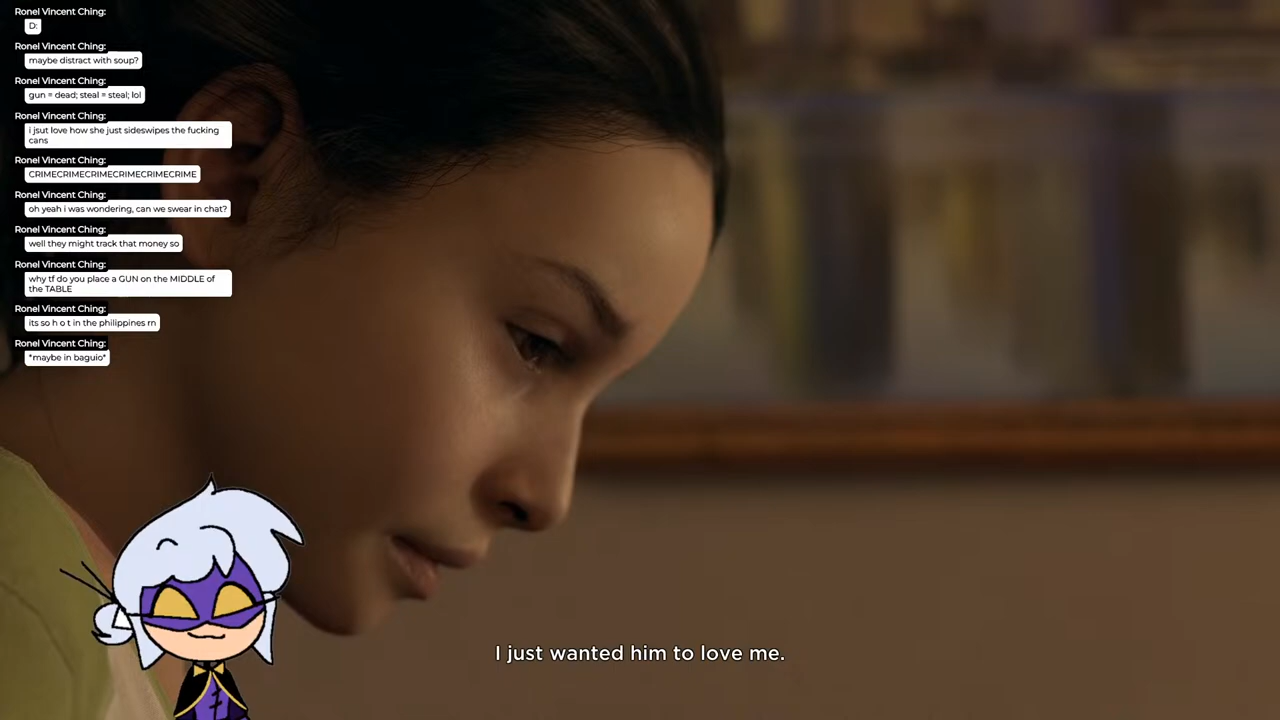 Ronel Vincent Ching:
D:
Ronel Vincent Ching:
maybe distract with soup?
Ronel Vincent Ching:
gun = dead; steal = steal; lol
Ronel Vincent Ching:
i jsut love how she just sideswipes the fucking
cans
Ronel Vincent Ching:
CRIMECRIMECRIMECRIMECRIMECRIME
Ronel Vincent Ching:
oh yeah i was wondering, can we swear in chat?
Ronel Vincent Ching:
well they might track that money so
Ronel Vincent Ching:
why tf do you place a GUN on the MIDDLE of
the TABLE
Ronel Vincent Ching:
its so h o t in the philippines rn
Ronel Vincent Ching:
*maybe in baguio*
I just wanted him to love me.